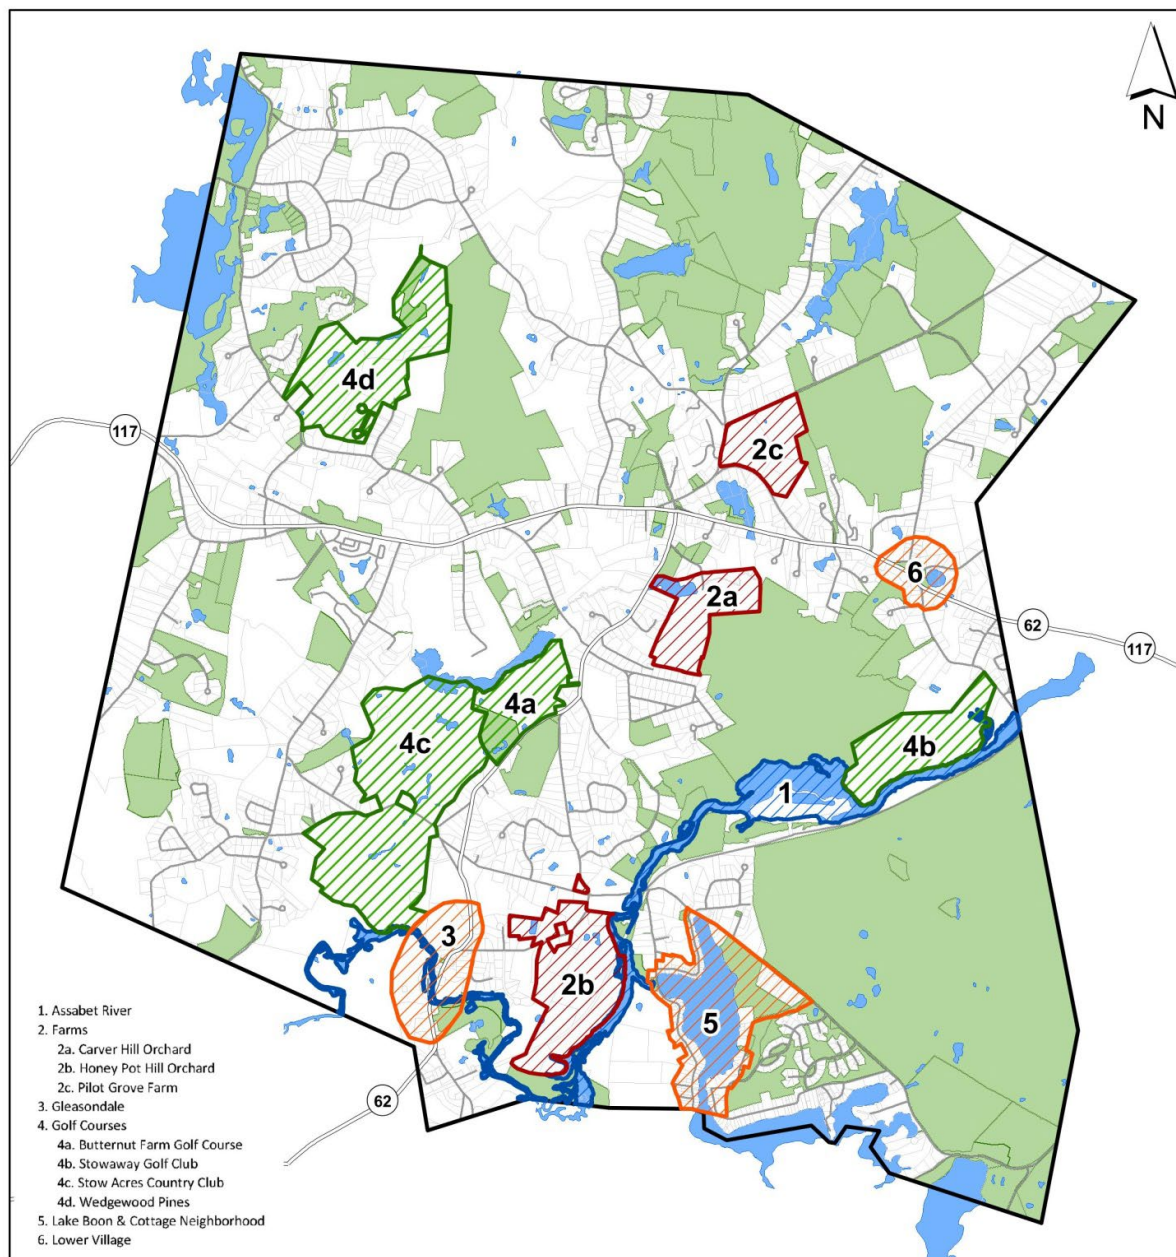 N
4d
117
2c
2a
6
62
117
4a
4c
4b
1
3
2b
5
62
1. Assabet River
2. Farms
2a. Carver Hill Orchard
2b. Honey Pot Hill Orchard
2c. Pilot Grove Farm
3. Gleasondale
4. Golf Courses
4a. Butternut Farm Golf Course
4b. Stowaway Golf Club
4c. Stow Acres Country Club
4d. Wedgewood Pines
5. Lake Boon & Cottage Neighborhood
6. Lower Village